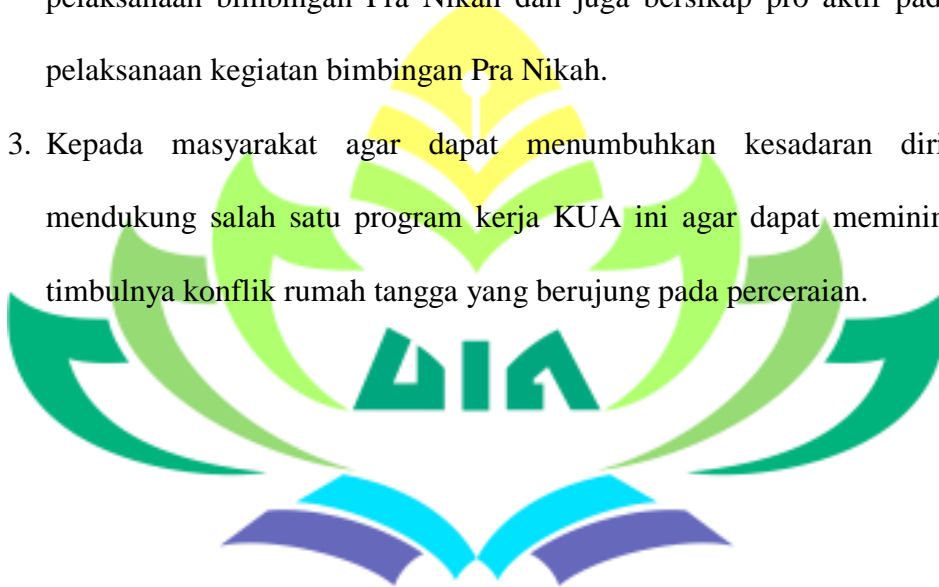 pelaksanaan bimbingan Pra Nikah dan juga bersikap pro aktif pad
pelaksanaan kegiatan bimbingan Pra Nikah.
3. Kepada masyarakat agar dapat menumbuhkan kesadaran diri
mendukung salah satu program kerja KUA ini agar dapat meminin
timbulnya konflik rumah tangga yang berujung pada perceraian.
UIN